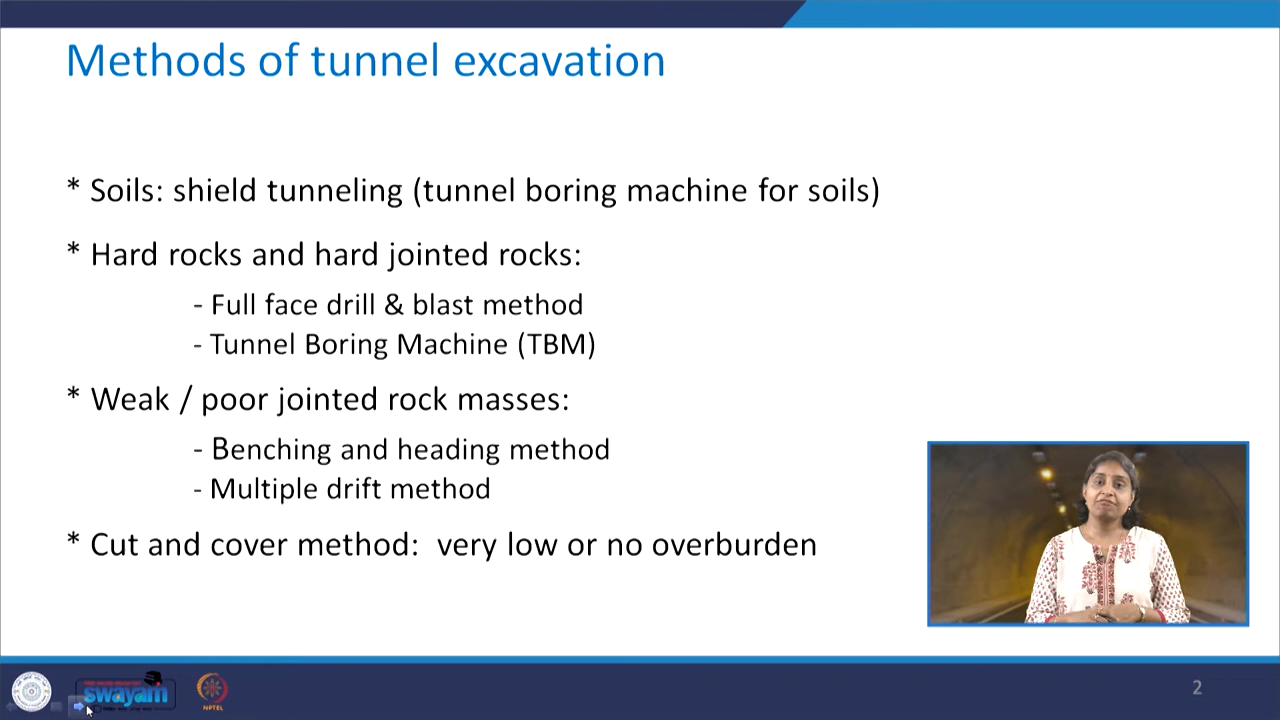 Methods of tunnel excavation
* Soils: shield tunneling (tunnel boring machine for soils)
* Hard rocks and hard jointed rocks:
- Full face drill & blast method
- Tunnel Boring Machine (TBM)
* Weak / poor jointed rock masses:
- Benching and heading method
- Multiple drift method
* Cut and cover method: very low or no overburden
swayam
NPTEL
2